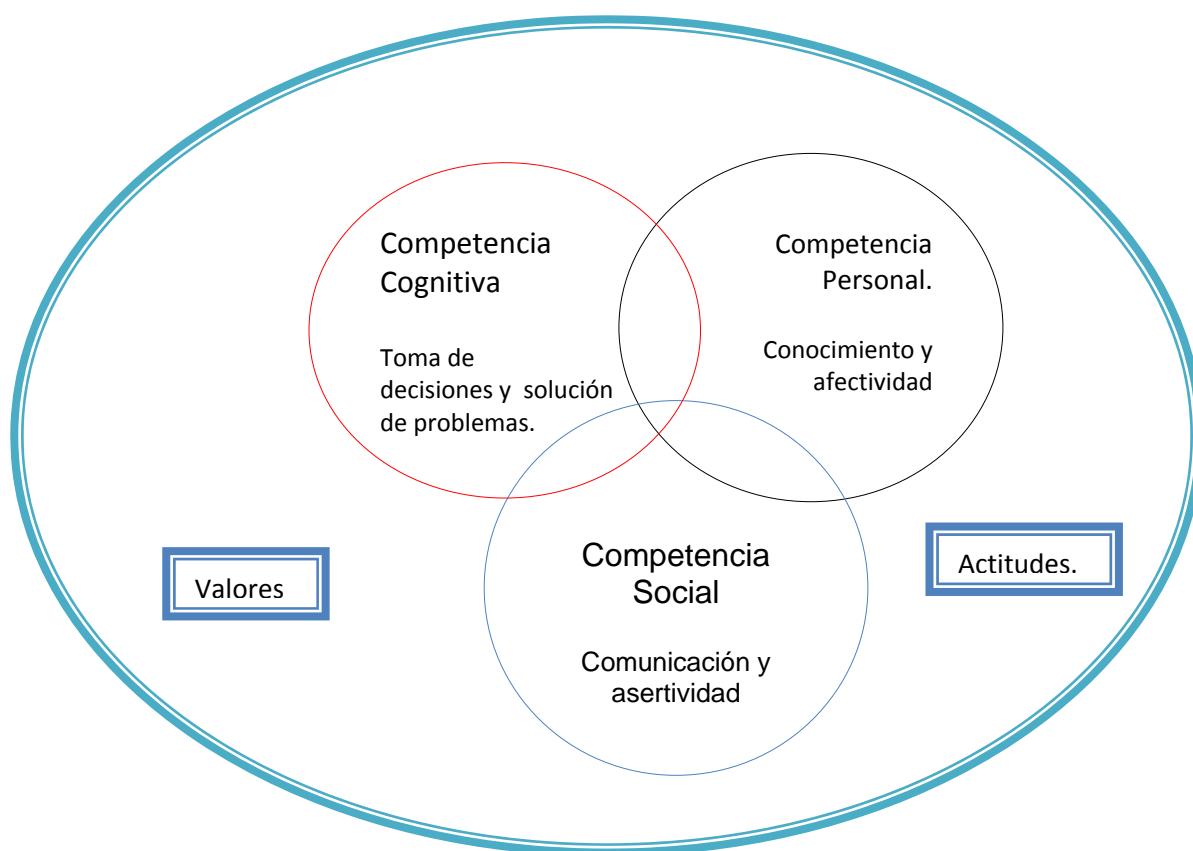 Competencia
Cognitiva
Toma de
decisiones y solución
de problemas.
Competencia
Personal.
Conocimiento y
afectividad
Valores
Competencia
Social
Comunicación y
asertividad
Actitudes.